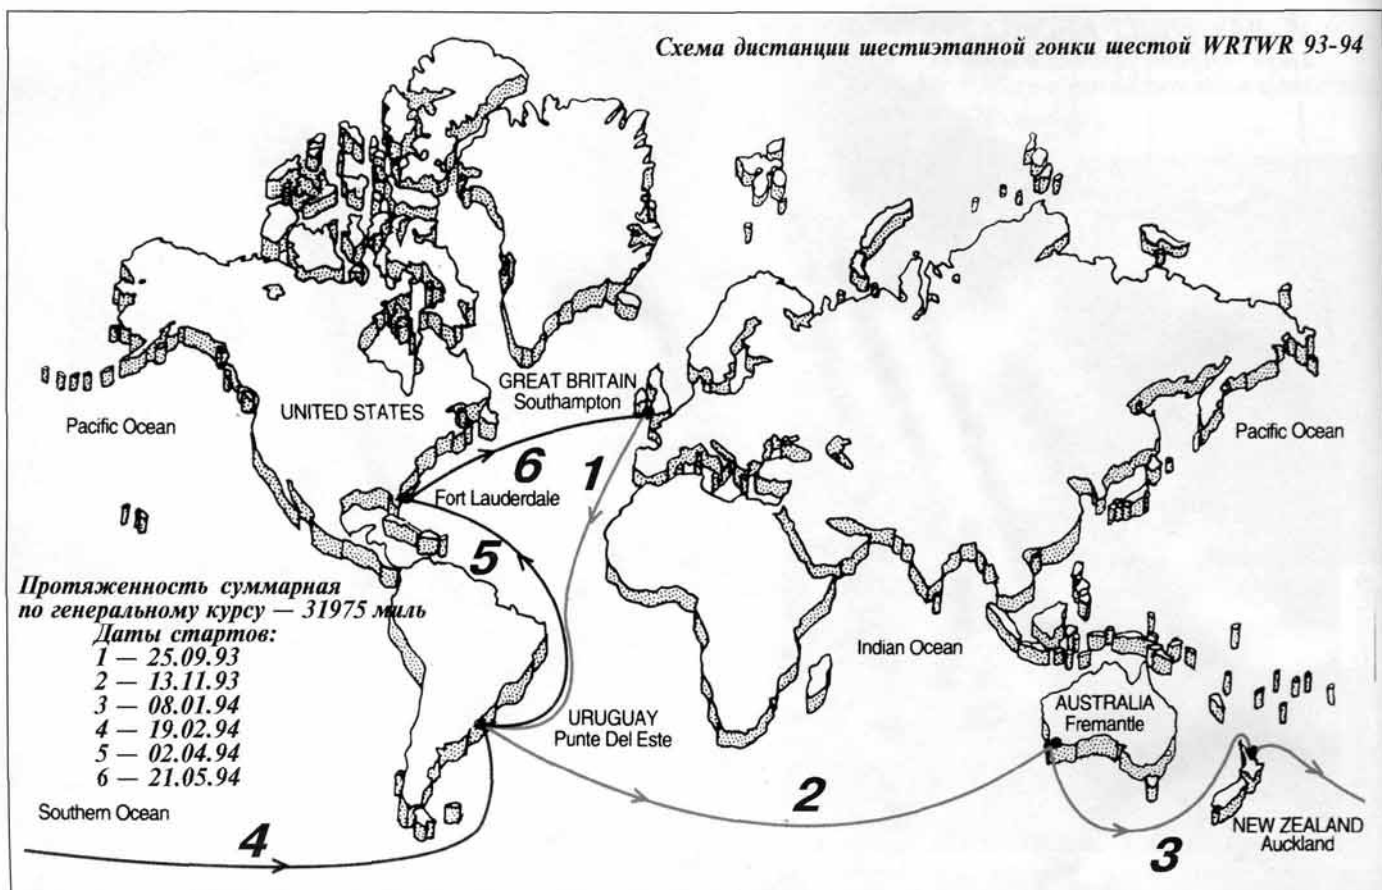 Схема дистанции шестиэтапной гонки шестой WRTWR 93-94
GREAT BRITAIN
Southampton
UNITED STATES
Pacific Ocean
Pacific Ocean
6
1
Fort Lauderdale
5
Протяженность суммарная
по генеральному курсу — 31975 миль
Даты стартов:
1 — 25.09.93
2 — 13.11.93
3 — 08.01.94
4 — 19.02.94
5 — 02.04.94
6 — 21.05.94
Indian Ocean
AUSTRALIA
Fremantle
URUGUAY
Punte Del Este
2
Southern Ocean
4
3
NEW ZEALAND
Auckland